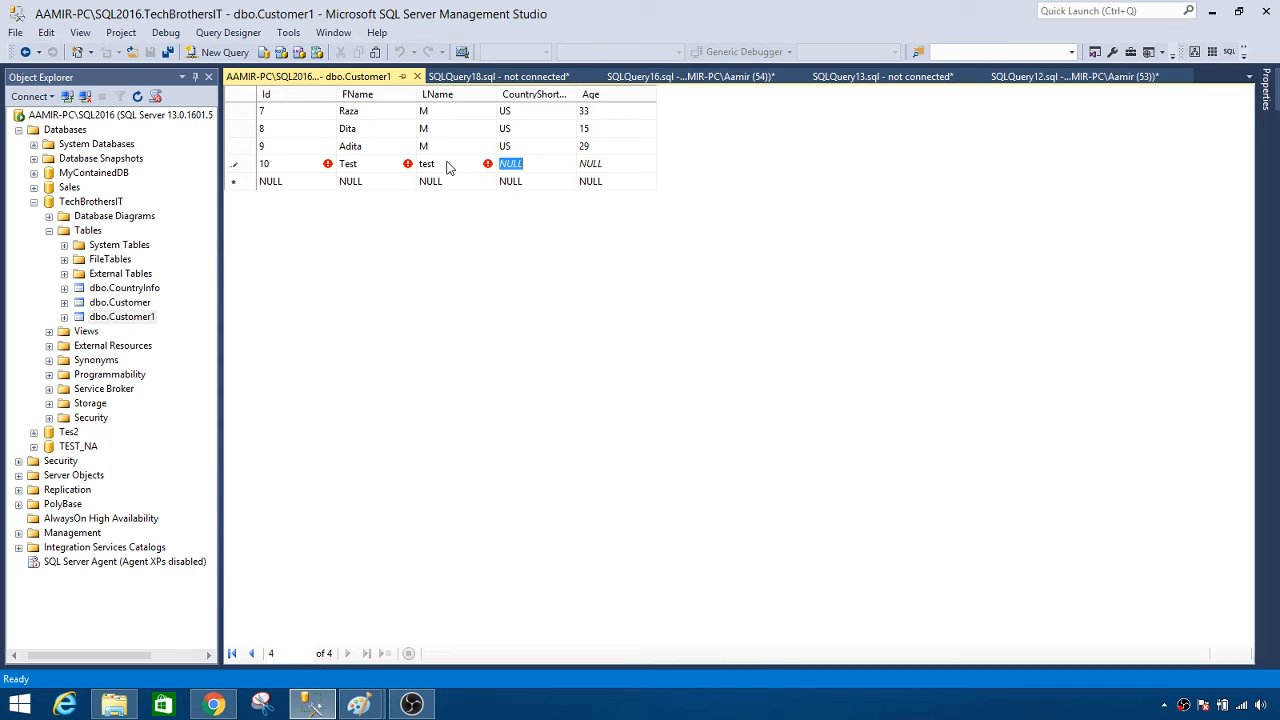 AAMIR-PC\SQL2016.TechBrothersIT - dbo.Customer1 - Microsoft SQL Server Management Studio
Quick Launch (Ctrl+Q)
File Edit View Project Debug Query Designer Tools Window Help
New Query
Generic Debugger
Object Explorer
AAMIR-PC\SQL2016...- dbo.Customer1
SQLQuery18.sql - not connected*
SQLQuery16.sql -...MIR-PC\Aamir (54))*
SQLQuery13.sql - not connected*
SQLQuery12.sql -...MIR-PC\Aamir (53))*
Properties
Connect
AAMIR-PC\SQL2016 (SQL Server 13.0.1601.5
Databases
System Databases
Database Snapshots
MyContainedDB
Sales
TechBrothersIT
Database Diagrams
Tables
System Tables
FileTables
External Tables
dbo.CountryInfo
dbo.Customer
dbo.Customer1
Views
External Resources
Synonyms
Programmability
Service Broker
Storage
Security
Tes2
TEST_NA
Security
Server Objects
Replication
PolyBase
AlwaysOn High Availability
Management
Integration Services Catalogs
SQL Server Agent (Agent XPs disabled)
Id FName LName CountryShort... Age
7 Raza M US 33
8 Dita M US 15
9 Adita M US 29
10 Test test NULL NULL
NULL NULL NULL NULL NULL
4 of 4
Ready